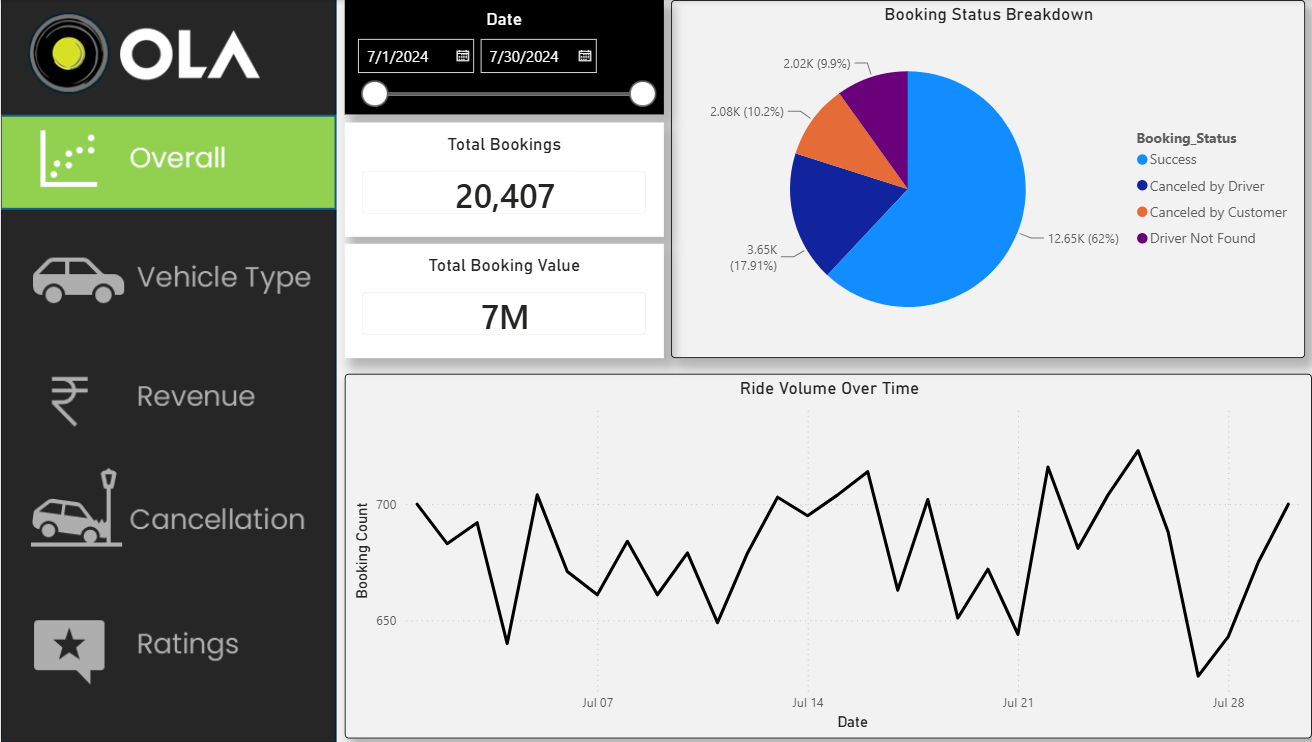 OLA
Overall
Vehicle Type
Revenue
Cancellation
Ratings
Date
7/1/2024
7/30/2024
Total Bookings
20,407
Total Booking Value
7M
Booking Status Breakdown
2.02K (9.9%)
2.08K (10.2%)
3.65K
(17.91%)
12.65K (62%)
Booking_Status
Success
Canceled by Driver
Canceled by Customer
Driver Not Found
Ride Volume Over Time
Booking Count
700
650
Jul 07
Jul 14
Jul 21
Jul 28
Date